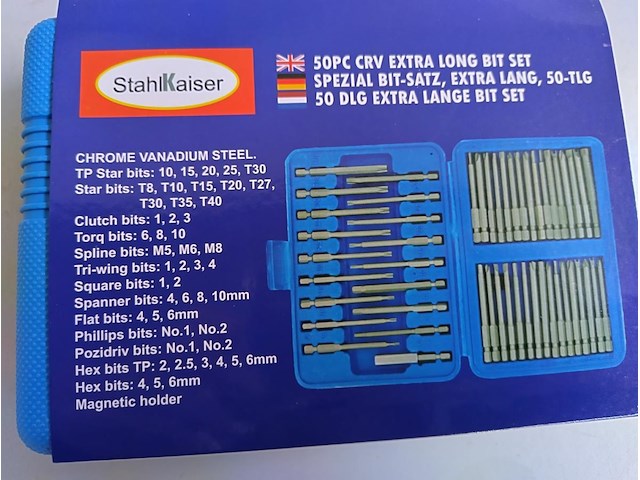 StahlKaiser
50PC CRV EXTRA LONG BIT SET
SPEZIAL BIT-SATZ, EXTRA LANG, 50-TLG
50 DLG EXTRA LANGE BIT SET
CHROME VANADIUM STEEL.
TP Star bits: 10, 15, 20, 25, T30
Star bits: T8, T10, T15, T20, T27,
T30, T35, T40
Clutch bits: 1, 2, 3
Torq bits: 6, 8, 10
Spline bits: M5, M6, M8
Tri-wing bits: 1, 2, 3, 4
Square bits: 1, 2
Spanner bits: 4, 6, 8, 10mm
Flat bits: 4, 5, 6mm
Phillips bits: No.1, No.2
Pozidriv bits: No.1, No.2
Hex bits TP: 2, 2.5, 3, 4, 5, 6mm
Hex bits: 4, 5, 6mm
Magnetic holder